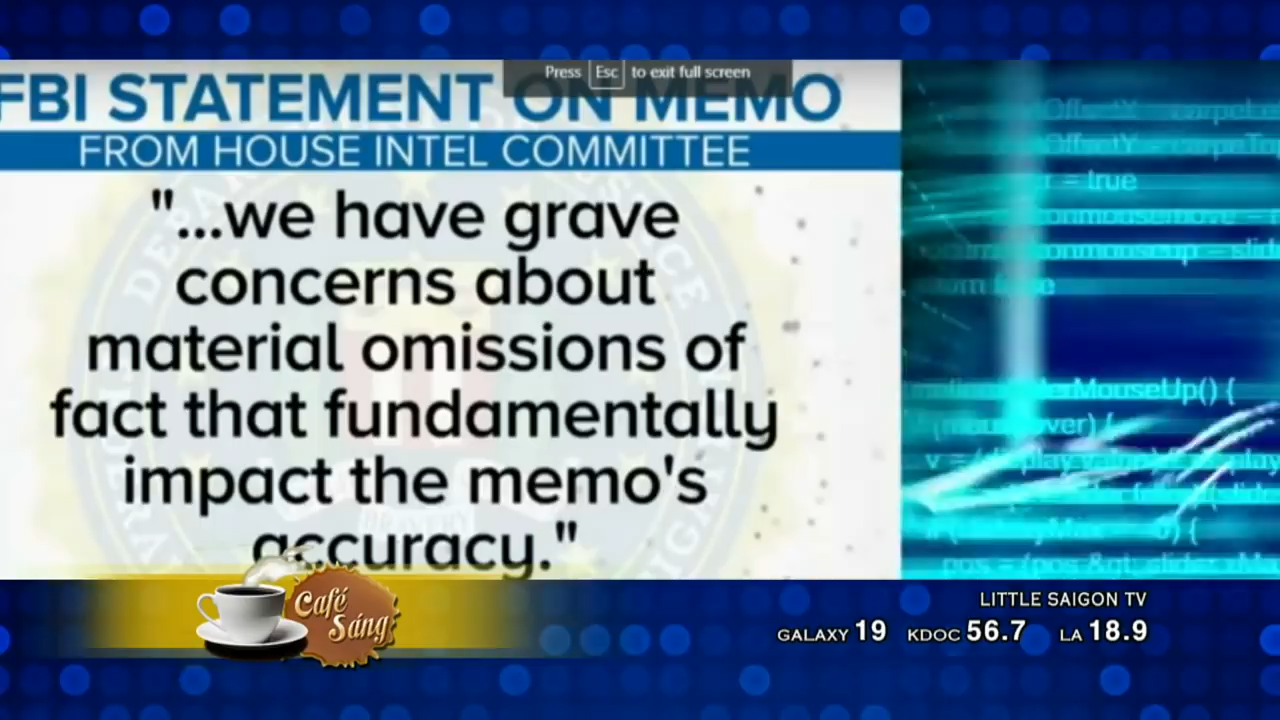 Press Esc to exit full screen
FBI STATEMENT ON MEMO
FROM HOUSE INTEL COMMITTEE
"...we have grave
concerns about
material omissions of
fact that fundamentally
impact the memo's
accuracy."
= true
MouseUp() {
Café
Sáng
LITTLE SAIGON TV
GALAXY 19 KDOC 56.7 LA 18.9